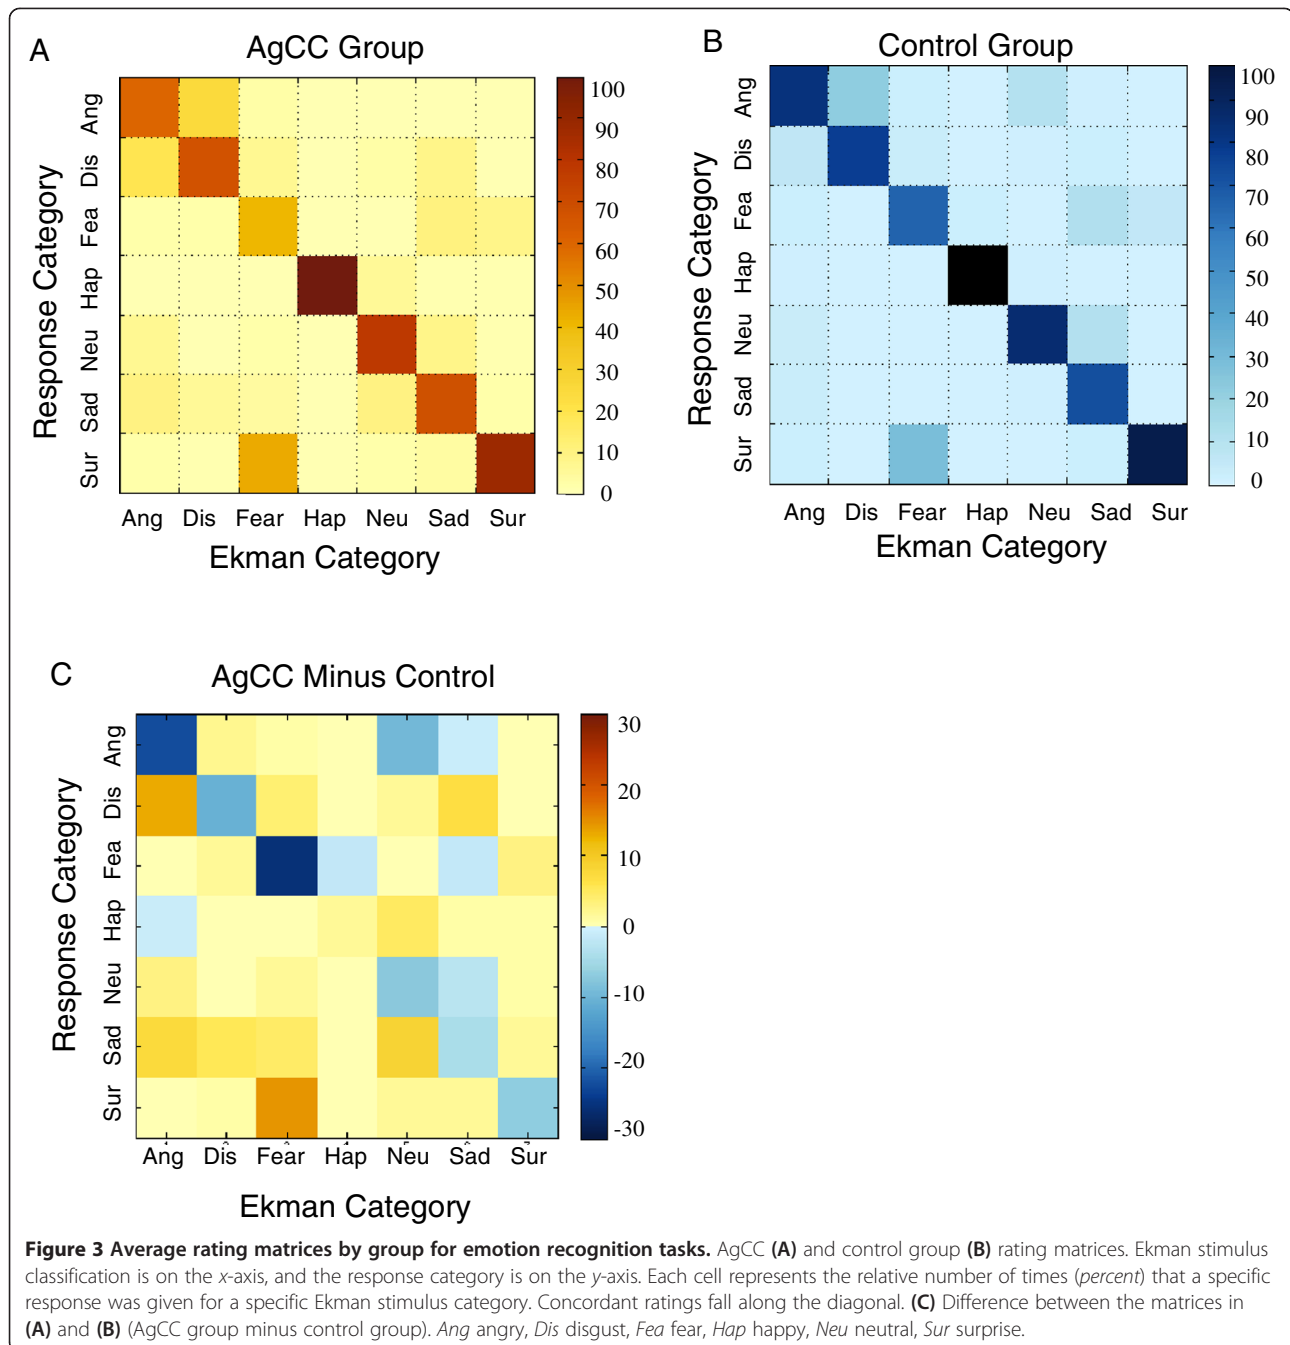 A
AgCC Group
Response Category
Ang
Dis
Fea
Hap
Neu
Sad
Sur
100
90
80
70
60
50
40
30
20
10
0
Ang Dis Fear Hap Neu Sad Sur
Ekman Category
B
Control Group
Response Category
Ang
Dis
Fea
Hap
Neu
Sad
Sur
100
90
80
70
60
50
40
30
20
10
0
Ang Dis Fear Hap Neu Sad Sur
Ekman Category
C
AgCC Minus Control
Response Category
Ang
Dis
Fea
Hap
Neu
Sad
Sur
30
20
10
0
-10
-20
-30
Ang Dis Fear Hap Neu Sad Sur
Ekman Category
Figure 3 Average rating matrices by group for emotion recognition tasks. AgCC (A) and control group (B) rating matrices. Ekman stimulus
classification is on the x-axis, and the response category is on the y-axis. Each cell represents the relative number of times (percent) that a specific
response was given for a specific Ekman stimulus category. Concordant ratings fall along the diagonal. (C) Difference between the matrices in
(A) and (B) (AgCC group minus control group). Ang angry, Dis disgust, Fea fear, Hap happy, Neu neutral, Sur surprise.